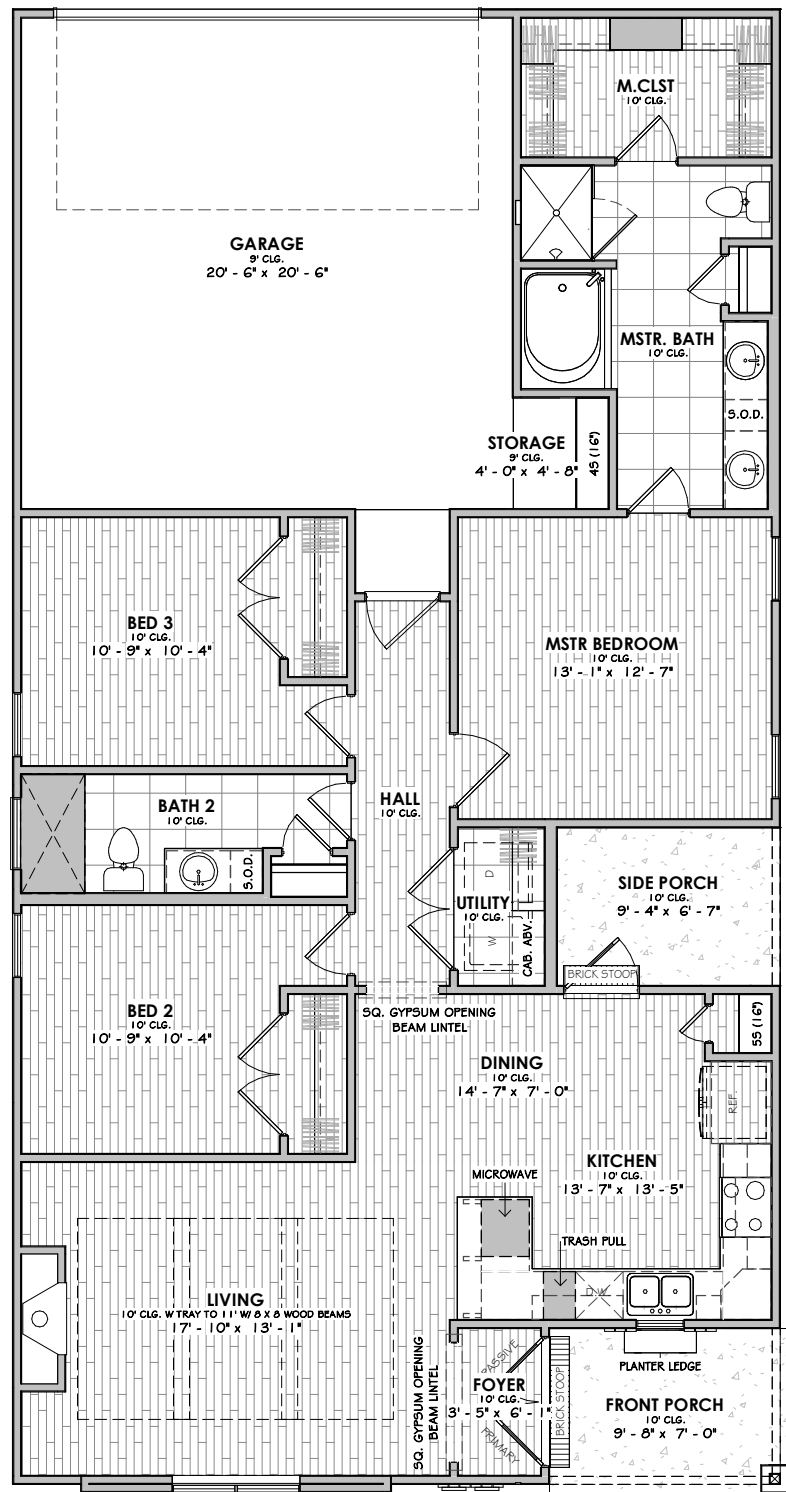 M.CLST
10' CLG.
GARAGE
9' CLG.
20' - 6" x 20' - 6"
MSTR. BATH
10' CLG.
S.O.D.
STORAGE
9' CLG.
4' - 0" x 4' - 8"
4S (16")
BED 3
10' CLG.
10' - 9" x 10' - 4"
MSTR BEDROOM
10' CLG.
13' - 1" x 12' - 7"
BATH 2
10' CLG.
S.O.D.
HALL
10' CLG.
UTILITY
10' CLG.
D
W
CAB. ABV.
SIDE PORCH
10' CLG.
9' - 4" x 6' - 7"
BRICK STOOP
BED 2
10' CLG.
10' - 9" x 10' - 4"
SQ. GYPSUM OPENING
BEAM LINTEL
DINING
10' CLG.
14' - 7" x 7' - 0"
5S (16")
REF.
KITCHEN
10' CLG.
13' - 7" x 13' - 5"
MICROWAVE
TRASH PULL
D.W.
LIVING
10' CLG. W TRAY TO 11' W/ 8 X 8 WOOD BEAMS
17' - 10" x 13' - 1"
SQ. GYPSUM OPENING
BEAM LINTEL
PASSIVE
FOYER
10' CLG.
3' - 5" x 6' - 1"
PRIMARY
BRICK STOOP
PLANTER LEDGE
FRONT PORCH
10' CLG.
9' - 8" x 7' - 0"